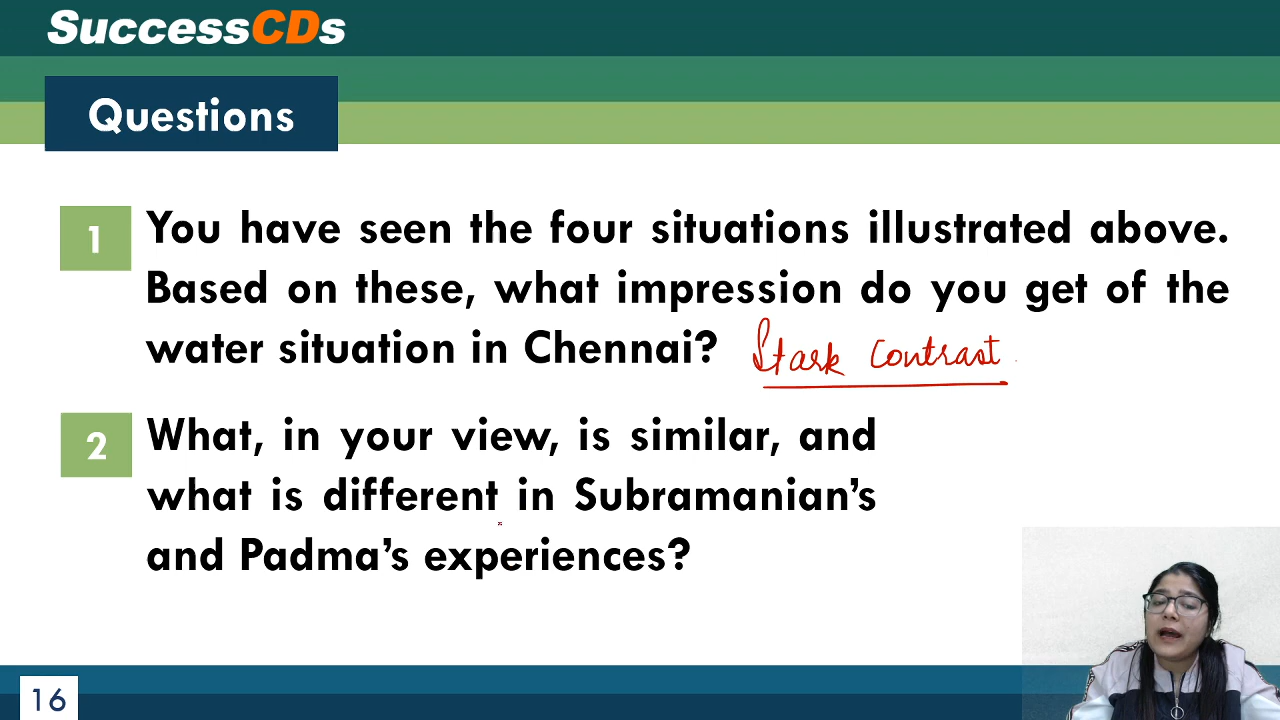 SuccessCDs
Questions
1
You have seen the four situations illustrated above.
Based on these, what impression do you get of the
water situation in Chennai? Stark contrast
2
What, in your view, is similar, and
what is different in Subramanian's
and Padma's experiences?
16